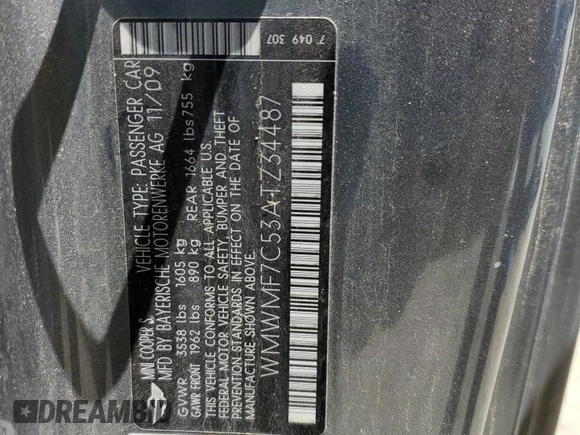 VEHICLE TYPE: PASSENGER CAR
MINI COOPER S
MFD BY BAYERISCHE MOTORENWERKE AG 11/09
GVWR 3538 lbs 1605 kg
GAWR FRONT 1962 lbs 890 kg REAR 1664 lbs 755 kg
THIS VEHICLE CONFORMS TO ALL APPLICABLE U.S.
FEDERAL MOTOR VEHICLE SAFETY, BUMPER AND THEFT
PREVENTION STANDARDS IN EFFECT ON THE DATE OF
MANUFACTURE SHOWN ABOVE.
WMWMF7C53ATZ34487
7 049 307
DREAMBID